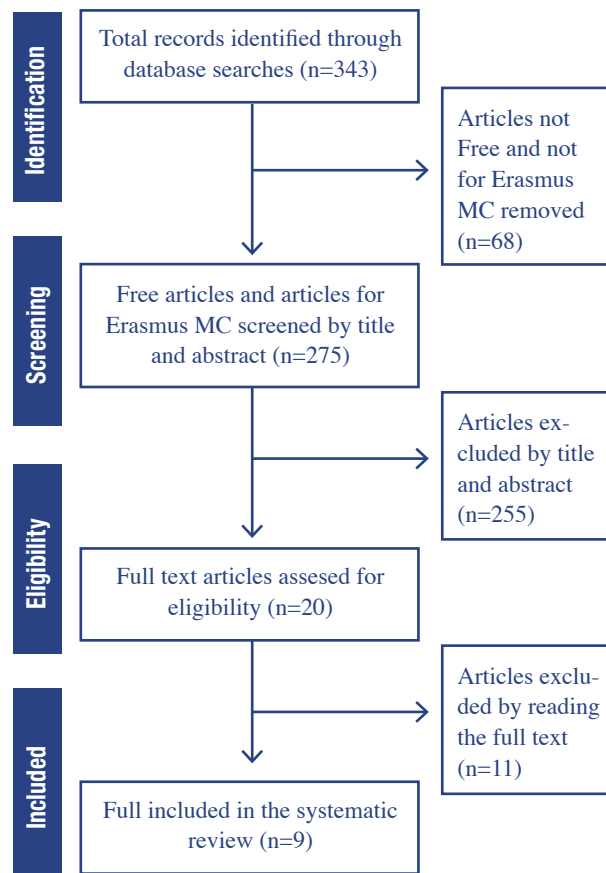 Identification
Total records identified through
database searches (n=343)
Articles not
Free and not
for Erasmus
MC removed
(n=68)
Screening
Free articles and articles for
Erasmus MC screened by title
and abstract (n=275)
Articles ex-
cluded by title
and abstract
(n=255)
Eligibility
Full text articles assesed for
eligibility (n=20)
Articles exclu-
ded by reading
the full text
(n=11)
Included
Full included in the systematic
review (n=9)